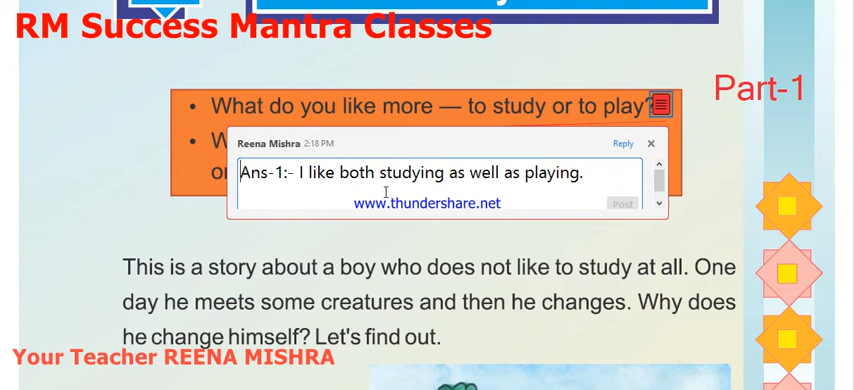 RM Success Mantra Classes
Part-1
• What do you like more — to study or to play?
•
Reena Mishra 2:18 PM Reply
Ans-1:- I like both studying as well as playing.
www.thundershare.net
Post
This is a story about a boy who does not like to study at all. One
day he meets some creatures and then he changes. Why does
he change himself? Let's find out.
Your Teacher REENA MISHRA